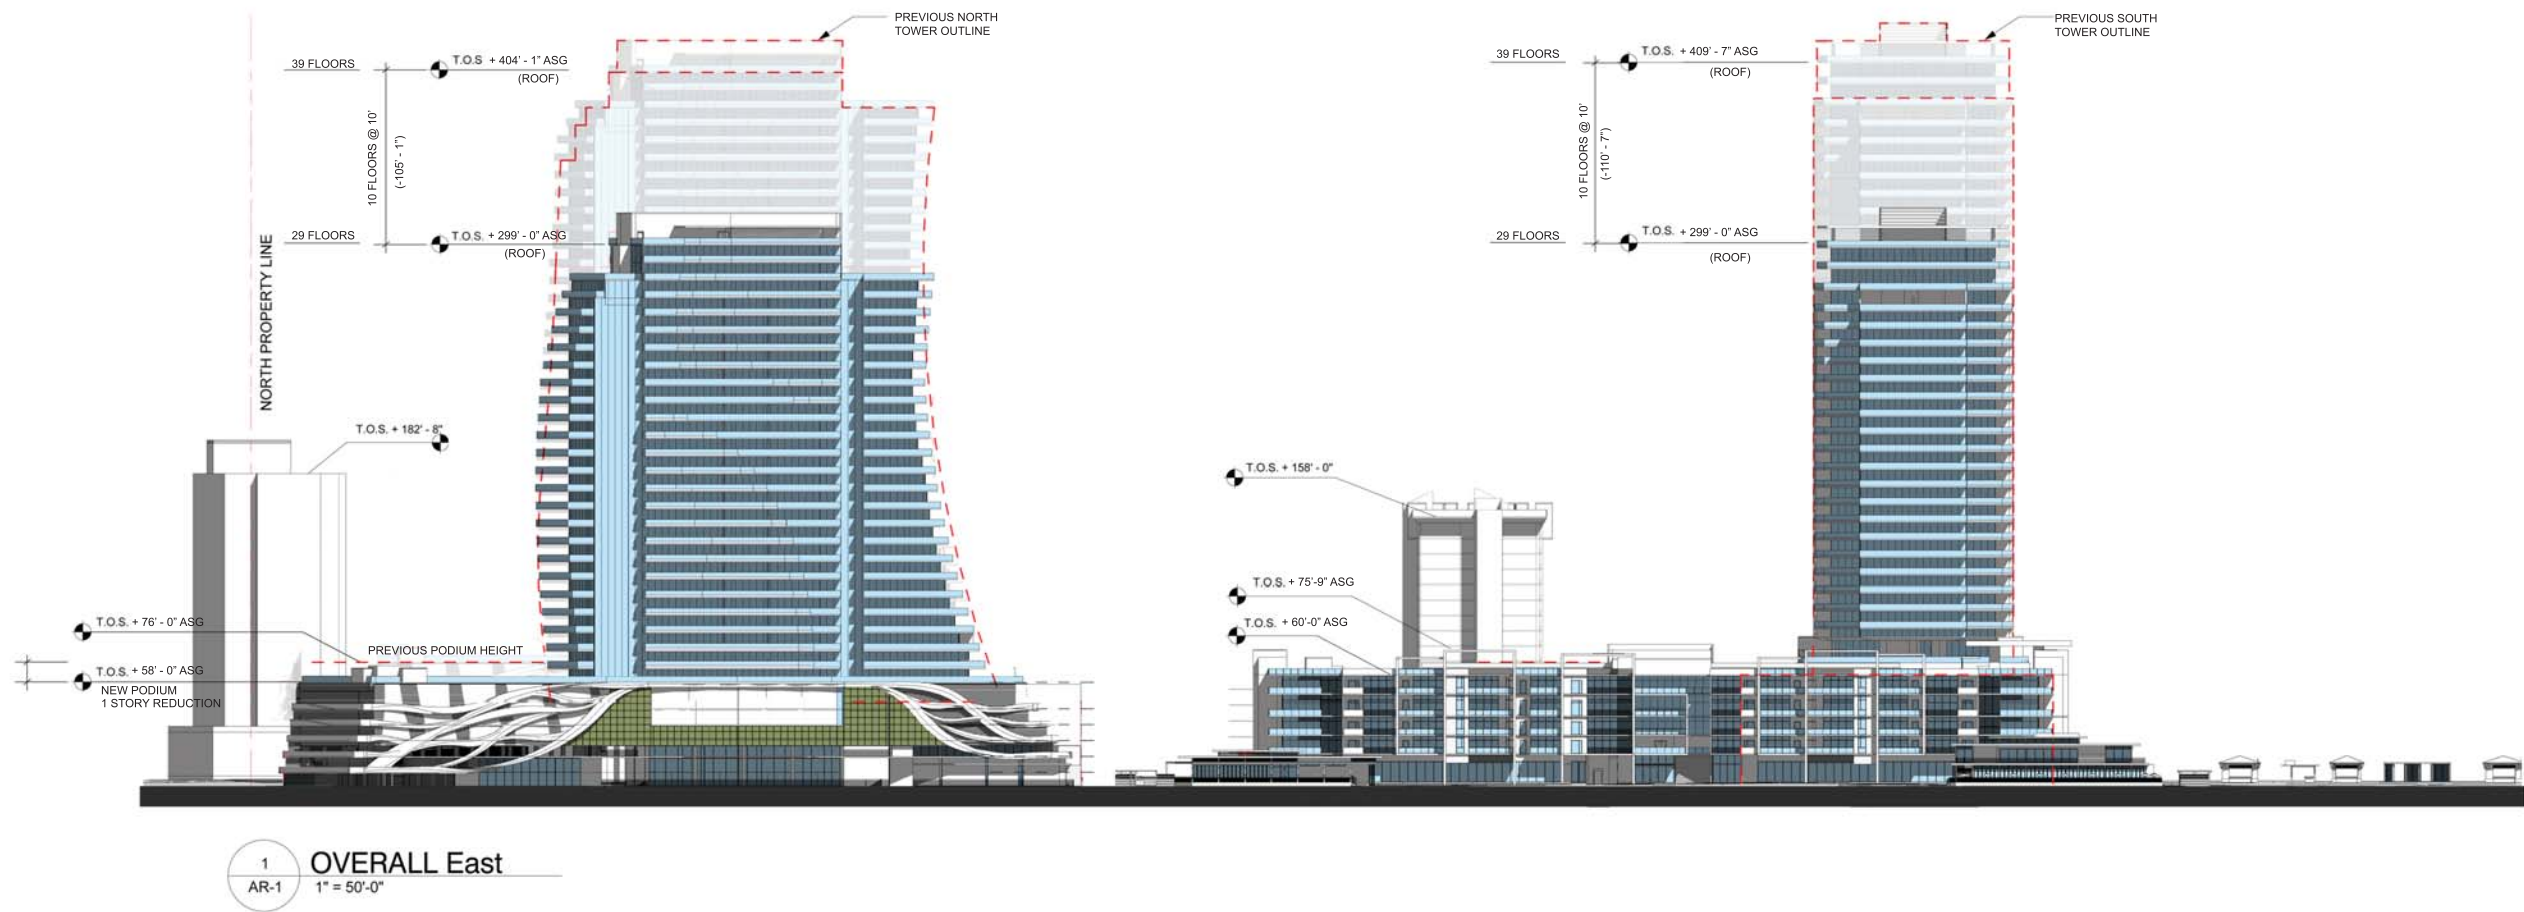 PREVIOUS NORTH
TOWER OUTLINE
39 FLOORS
T.O.S + 404' - 1" ASG
(ROOF)
10 FLOORS @ 10'
(-105' - 1")
29 FLOORS
T.O.S. + 299' - 0" ASG
(ROOF)
NORTH PROPERTY LINE
T.O.S. + 182' - 8"
T.O.S. + 76' - 0" ASG
PREVIOUS PODIUM HEIGHT
T.O.S. + 58' - 0" ASG
NEW PODIUM
1 STORY REDUCTION
PREVIOUS SOUTH
TOWER OUTLINE
39 FLOORS
T.O.S. + 409' - 7" ASG
(ROOF)
10 FLOORS @ 10'
(-110' - 7")
29 FLOORS
T.O.S. + 299' - 0" ASG
(ROOF)
T.O.S. + 158' - 0"
T.O.S. + 75'-9" ASG
T.O.S. + 60'-0" ASG
1
AR-1
OVERALL East
1" = 50'-0"